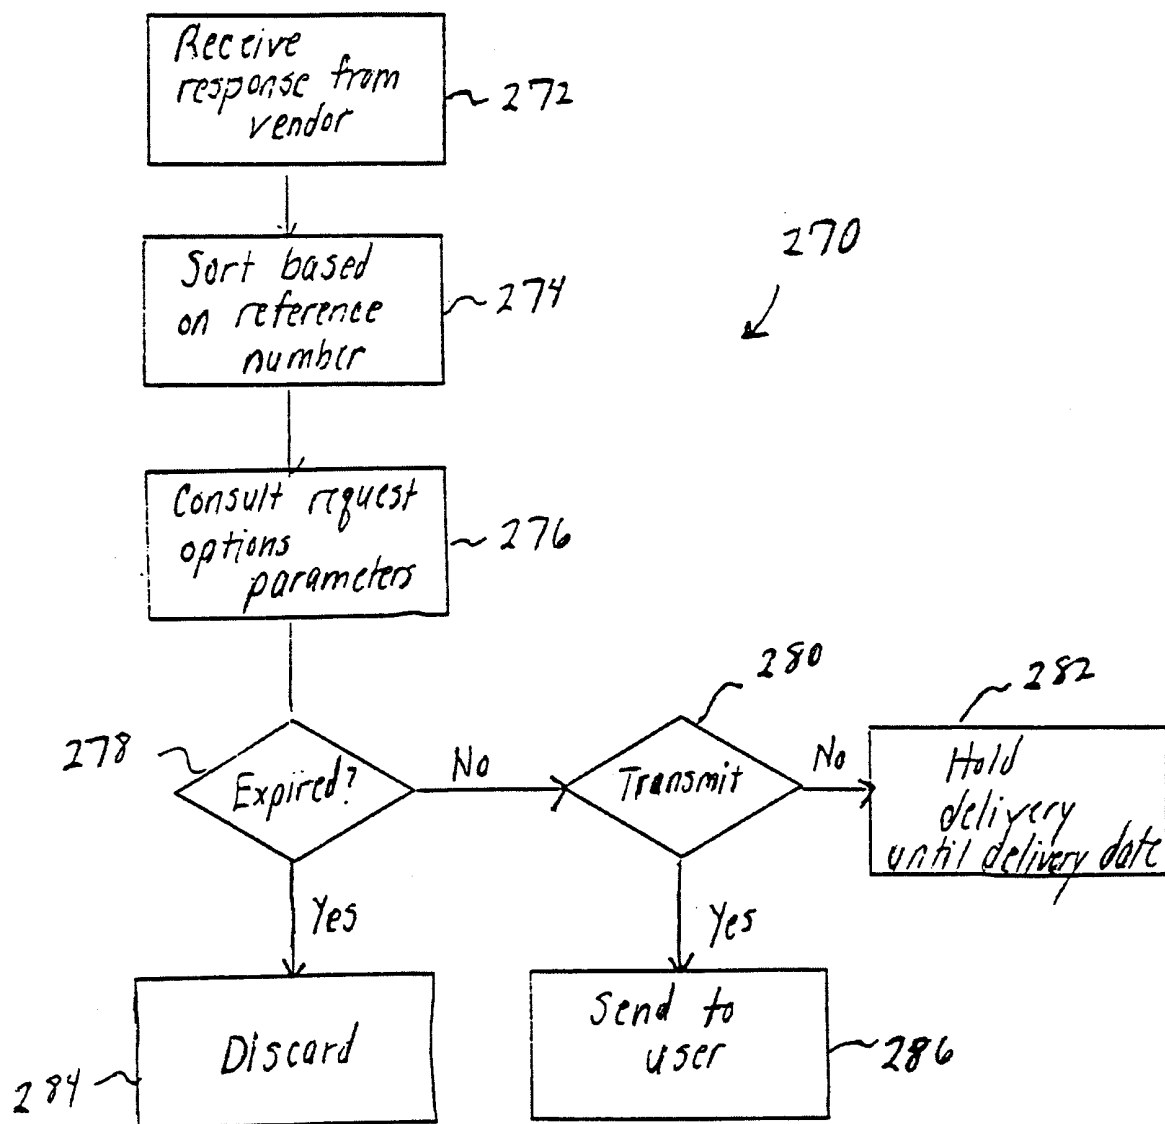 Receive
response from
vendor
272
Sort based
on reference
number
274
270
Consult request
options
parameters
276
278
Expired?
No
280
Transmit
No
282
Hold
delivery
until delivery date
Yes
Yes
284
Discard
Send to
user
286